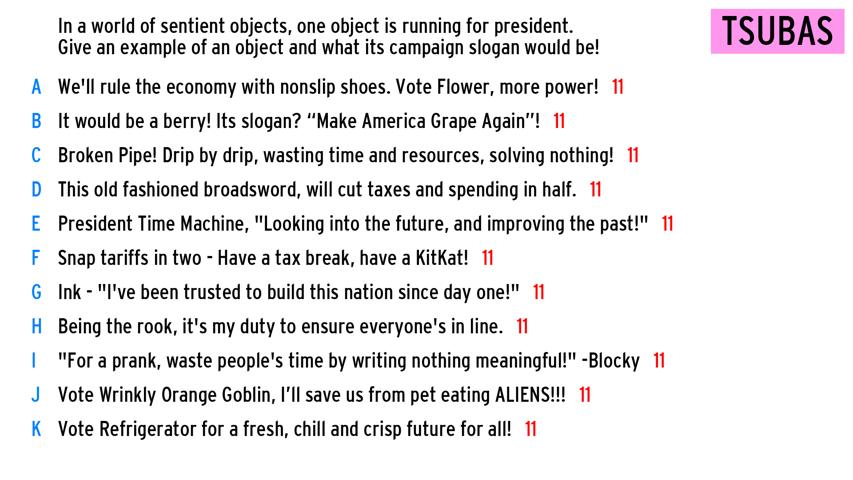 In a world of sentient objects, one object is running for president.
Give an example of an object and what its campaign slogan would be!
TSUBAS
A We'll rule the economy with nonslip shoes. Vote Flower, more power! 11
B It would be a berry! Its slogan? “Make America Grape Again”! 11
C Broken Pipe! Drip by drip, wasting time and resources, solving nothing! 11
D This old fashioned broadsword, will cut taxes and spending in half. 11
E President Time Machine, "Looking into the future, and improving the past!" 11
F Snap tariffs in two - Have a tax break, have a KitKat! 11
G Ink - "I've been trusted to build this nation since day one!" 11
H Being the rook, it's my duty to ensure everyone's in line. 11
I "For a prank, waste people's time by writing nothing meaningful!" -Blocky 11
J Vote Wrinkly Orange Goblin, I’ll save us from pet eating ALIENS!!! 11
K Vote Refrigerator for a fresh, chill and crisp future for all! 11